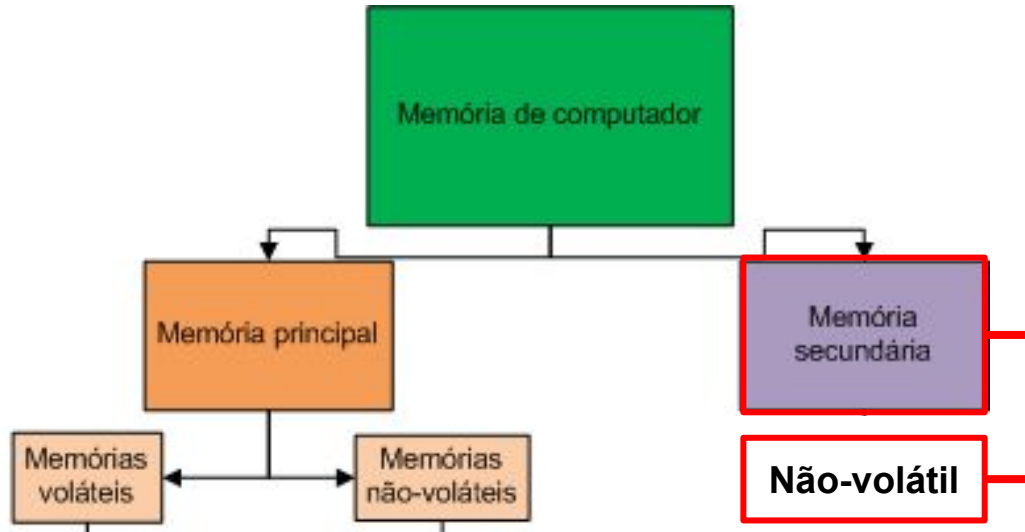 Memória de computador
Memória principal
Memória
secundária
Memórias
voláteis
Memórias
não-voláteis
Não-volátil